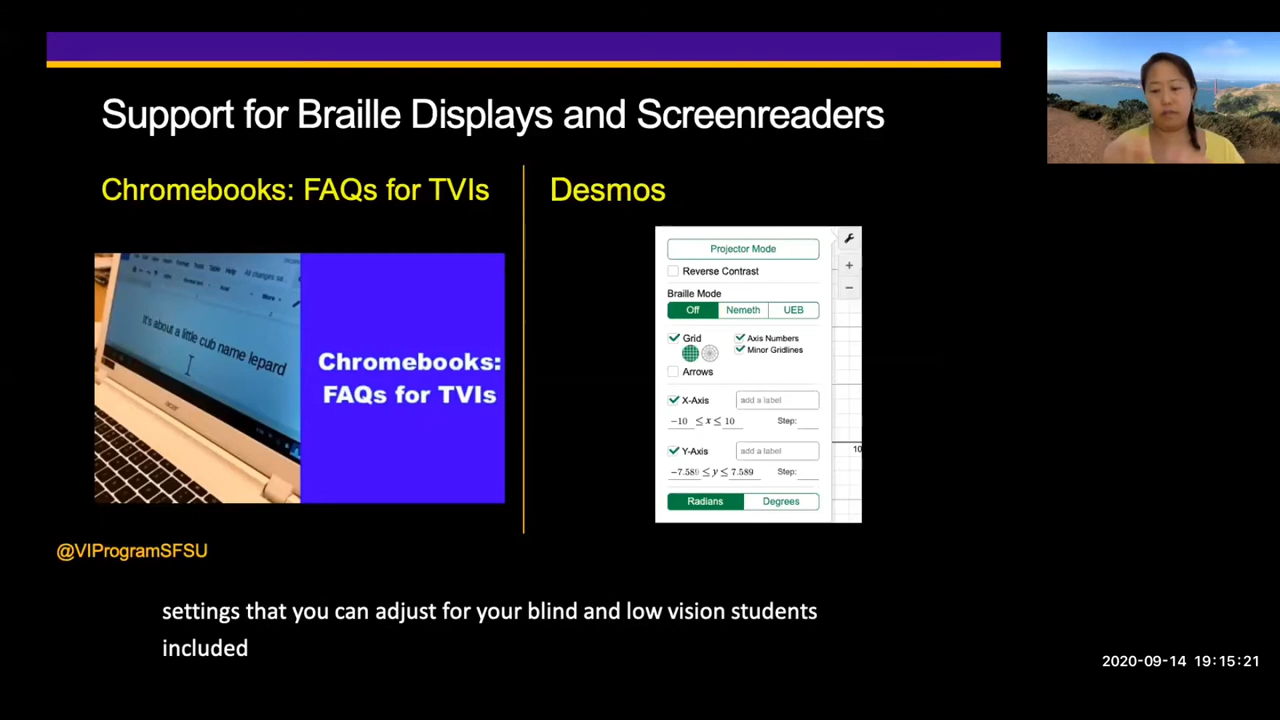 Support for Braille Displays and Screenreaders
Chromebooks: FAQs for TVIs
Desmos
It's about a little cub name lepard
acer
Chromebooks:
FAQs for TVIs
Projector Mode
Reverse Contrast
Braille Mode
Off Nemeth UEB
Grid
Axis Numbers
Minor Gridlines
Arrows
X-Axis add a label
−10 ≤ x ≤ 10 Step:
Y-Axis add a label
−7.589 ≤ y ≤ 7.589 Step:
Radians Degrees
10
@VIProgramSFSU
settings that you can adjust for your blind and low vision students
included
2020-09-14 19:15:21